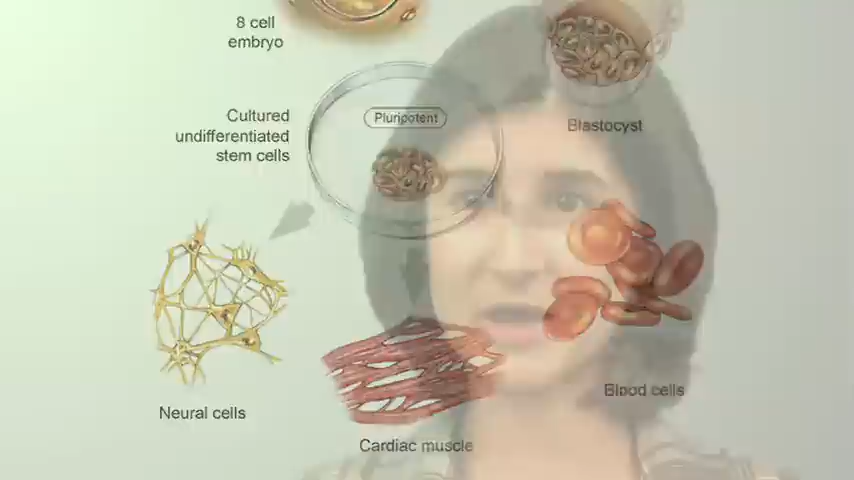 8 cell
embryo
Blastocyst
Cultured
undifferentiated
stem cells
Pluripotent
Neural cells
Cardiac muscle
Blood cells